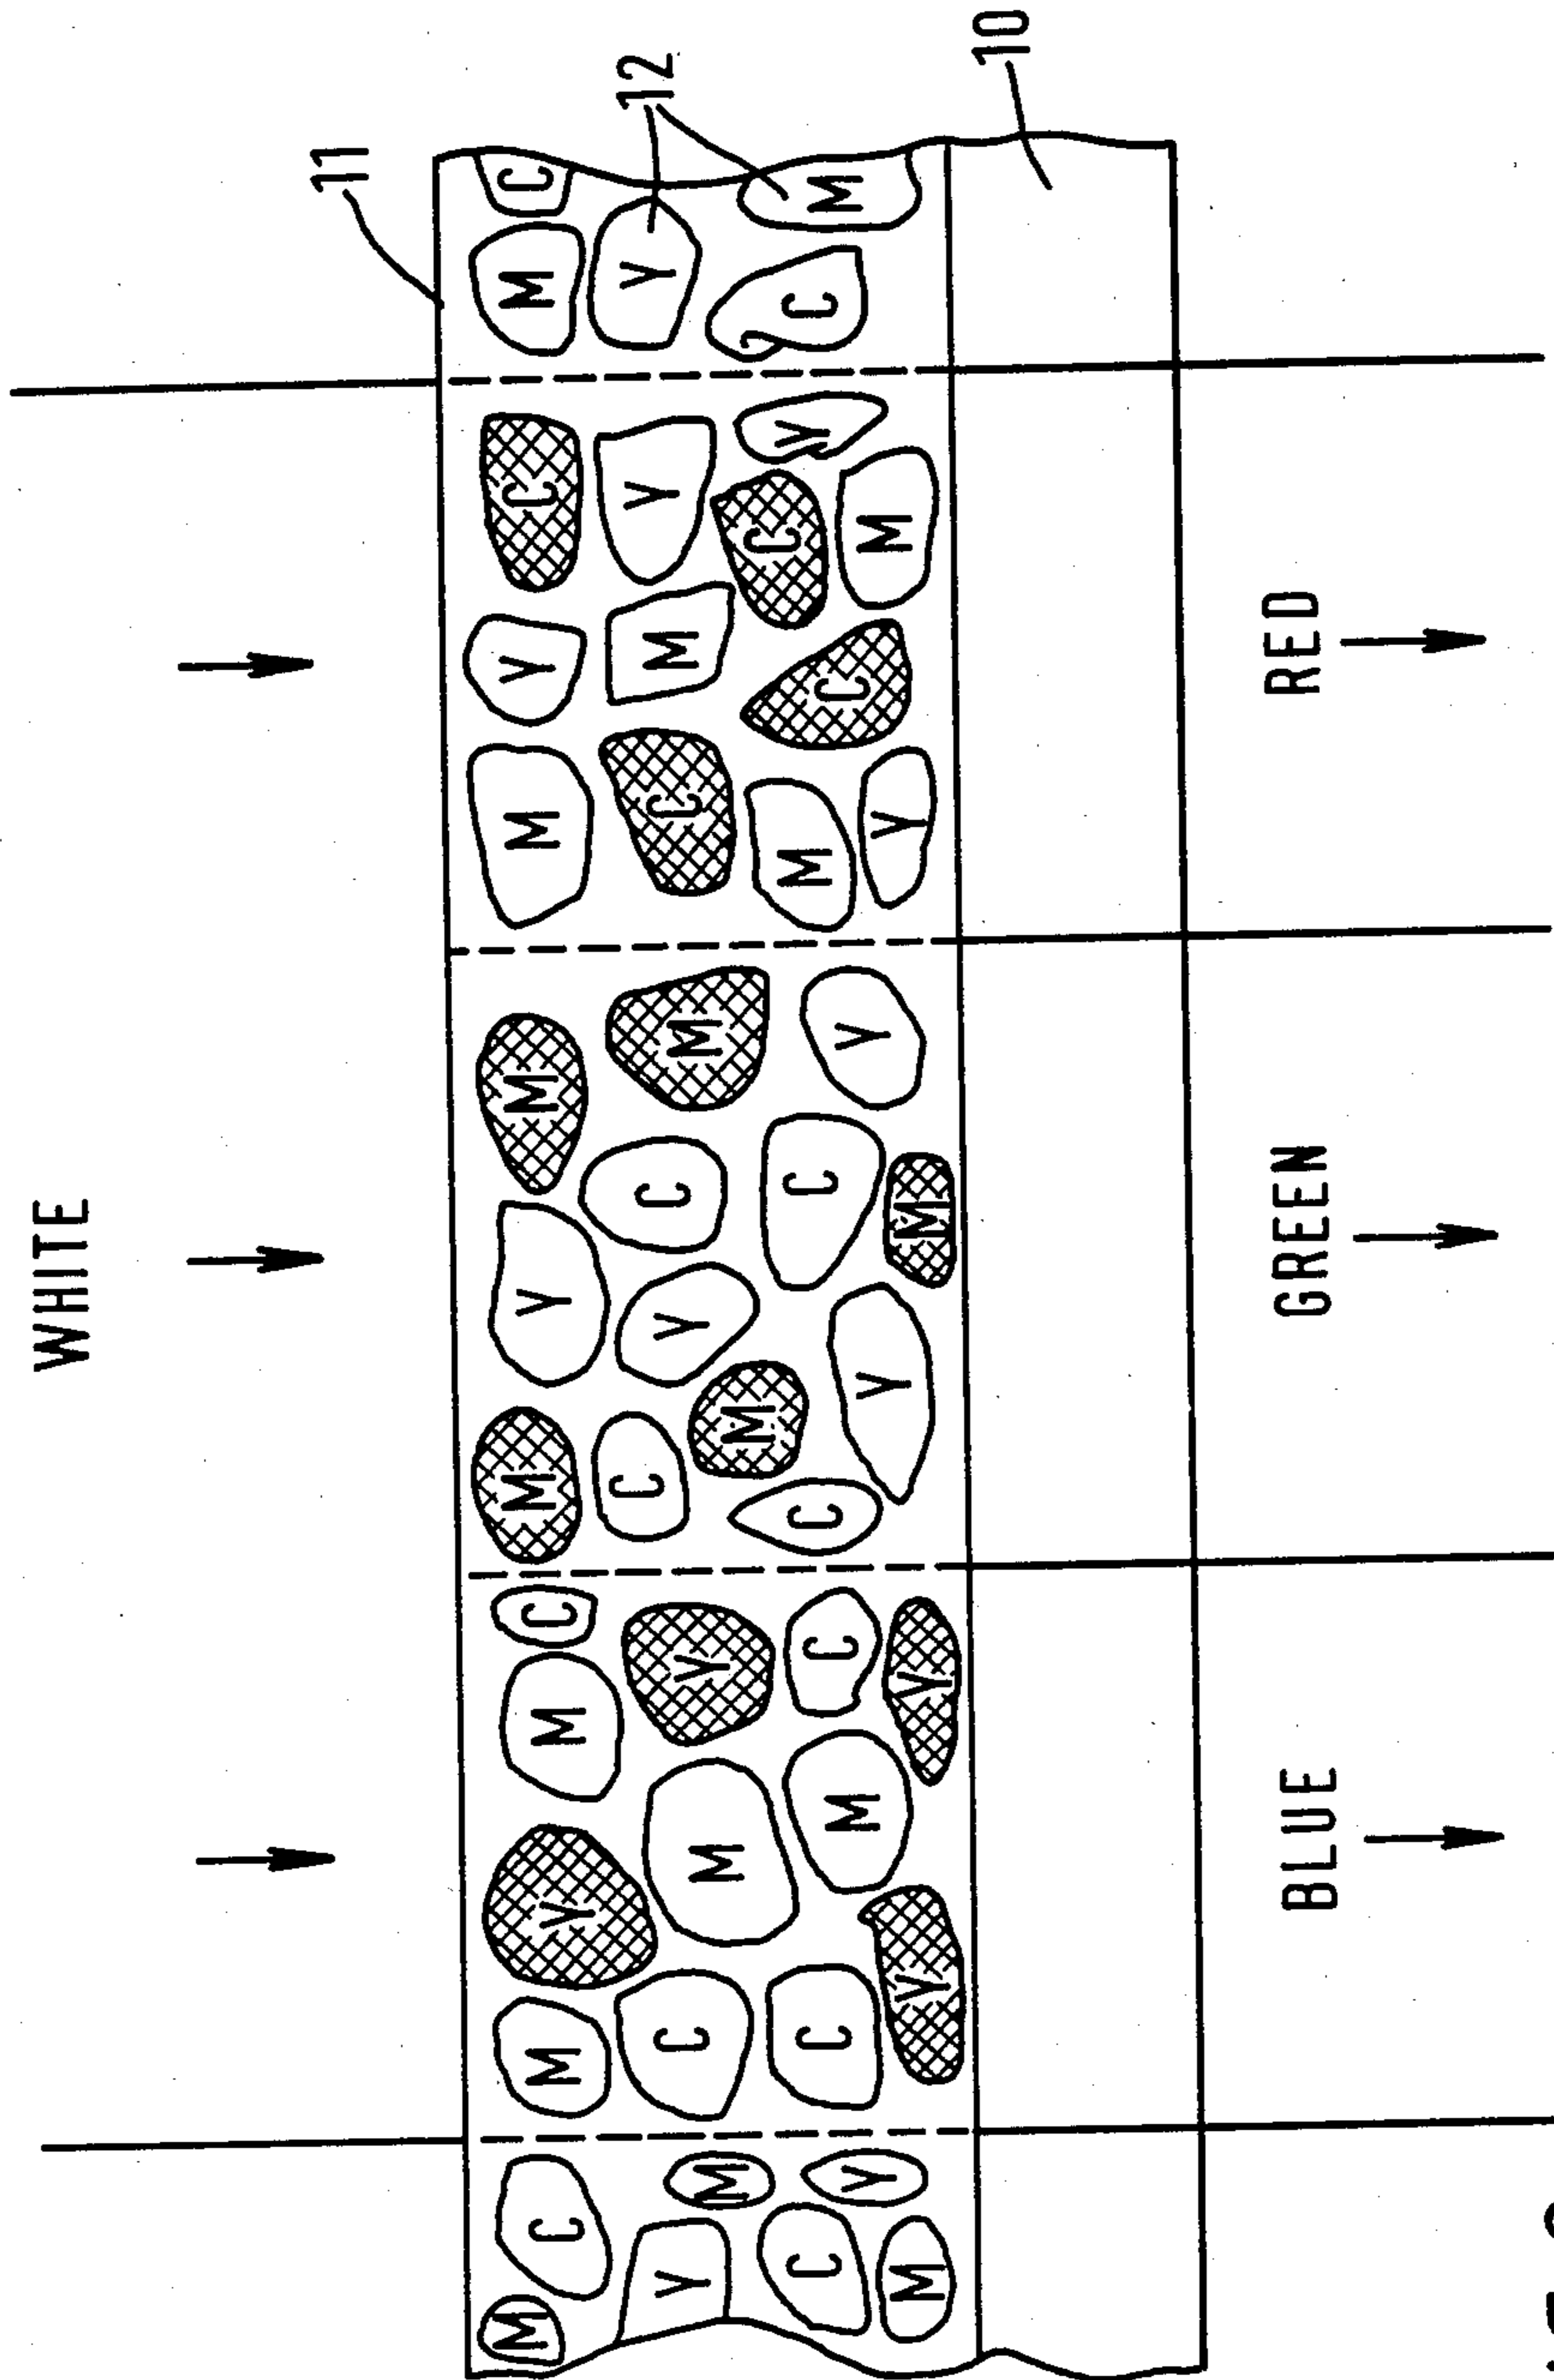 WHITE
11
M C M Y M C M Y M M Y C M C
12
Y M C M Y C M Y C M C M Y Y
C Y C M C C Y C Y M C C Y C M
M Y Y M Y M
10
BLUE GREEN RED